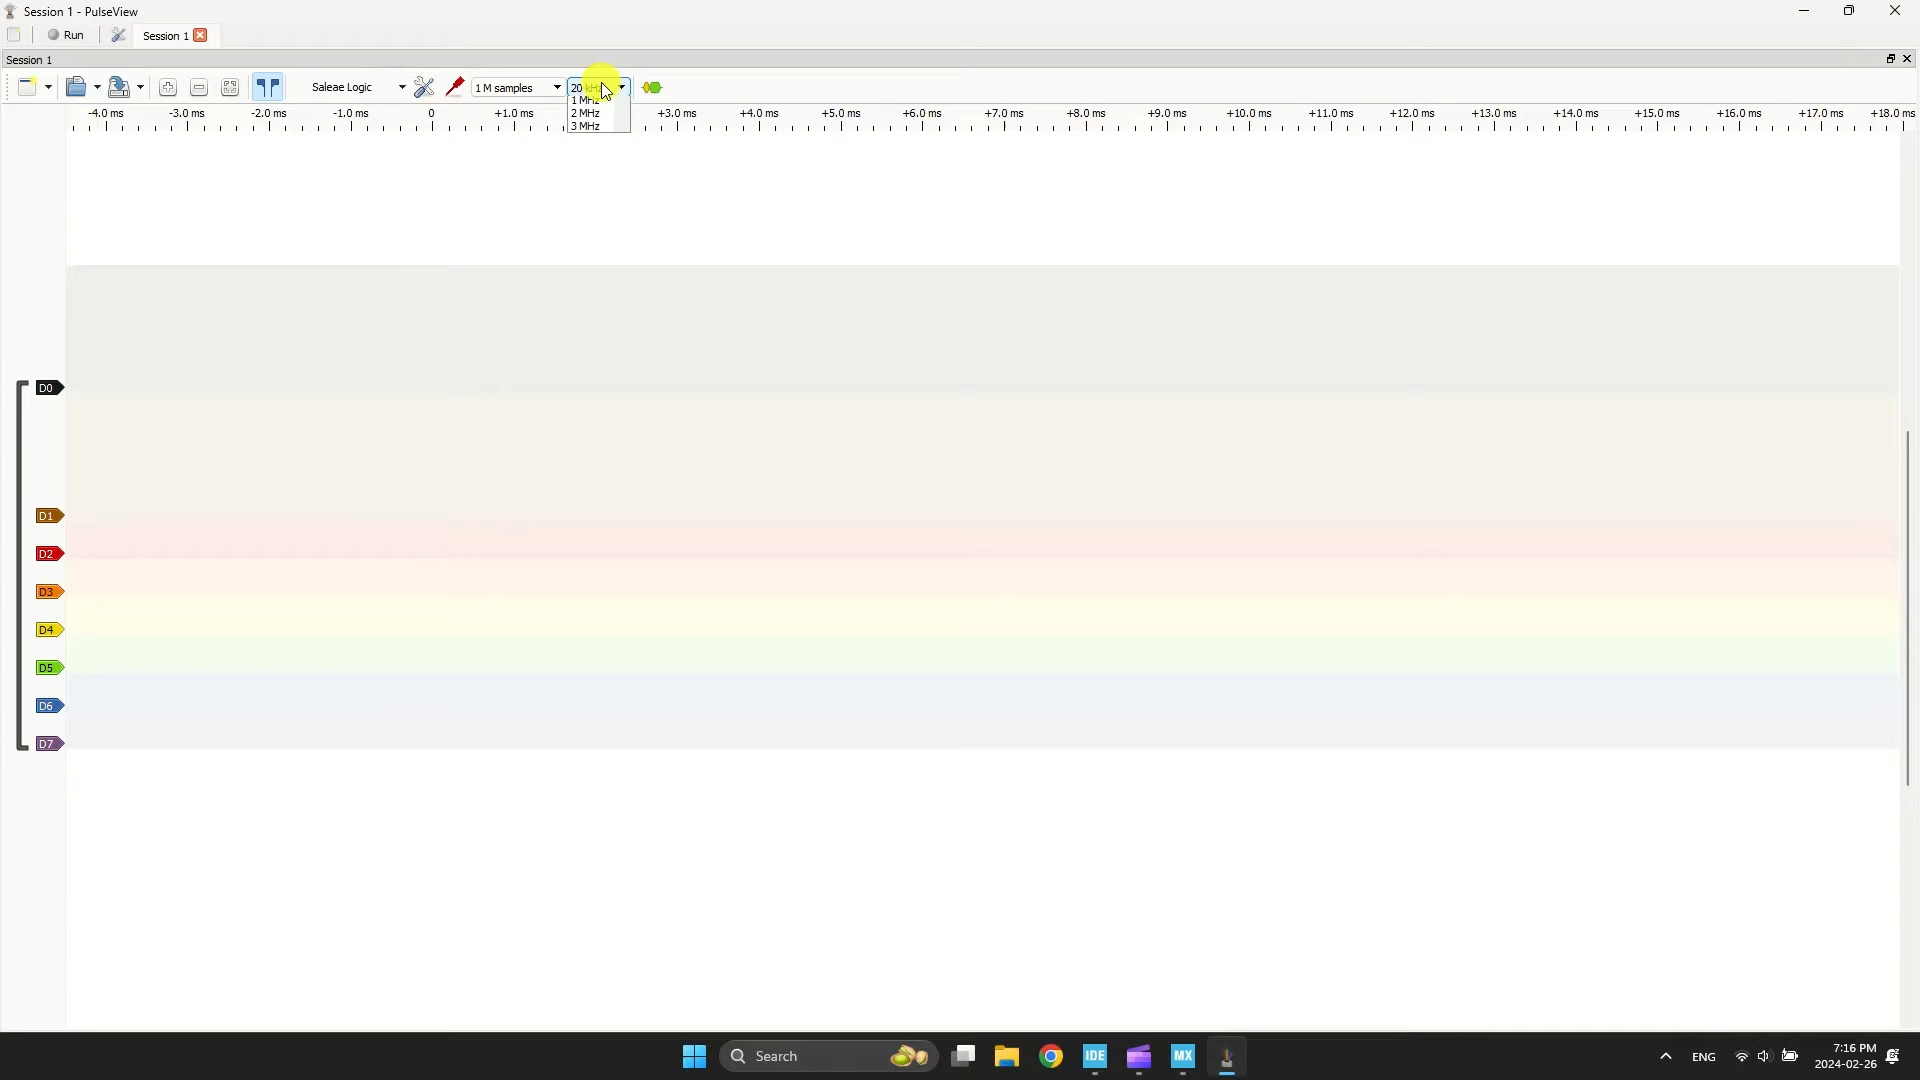 Session 1 - PulseView
Run
Session 1
Session 1
Saleae Logic
1 M samples
20 kHz
1 MHz
2 MHz
3 MHz
-4.0 ms
-3.0 ms
-2.0 ms
-1.0 ms
0
+1.0 ms
+3.0 ms
+4.0 ms
+5.0 ms
+6.0 ms
+7.0 ms
+8.0 ms
+9.0 ms
+10.0 ms
+11.0 ms
+12.0 ms
+13.0 ms
+14.0 ms
+15.0 ms
+16.0 ms
+17.0 ms
+18.0 ms
D0
D1
D2
D3
D4
D5
D6
D7
Search
IDE
MX
ENG
7:16 PM
2024-02-26